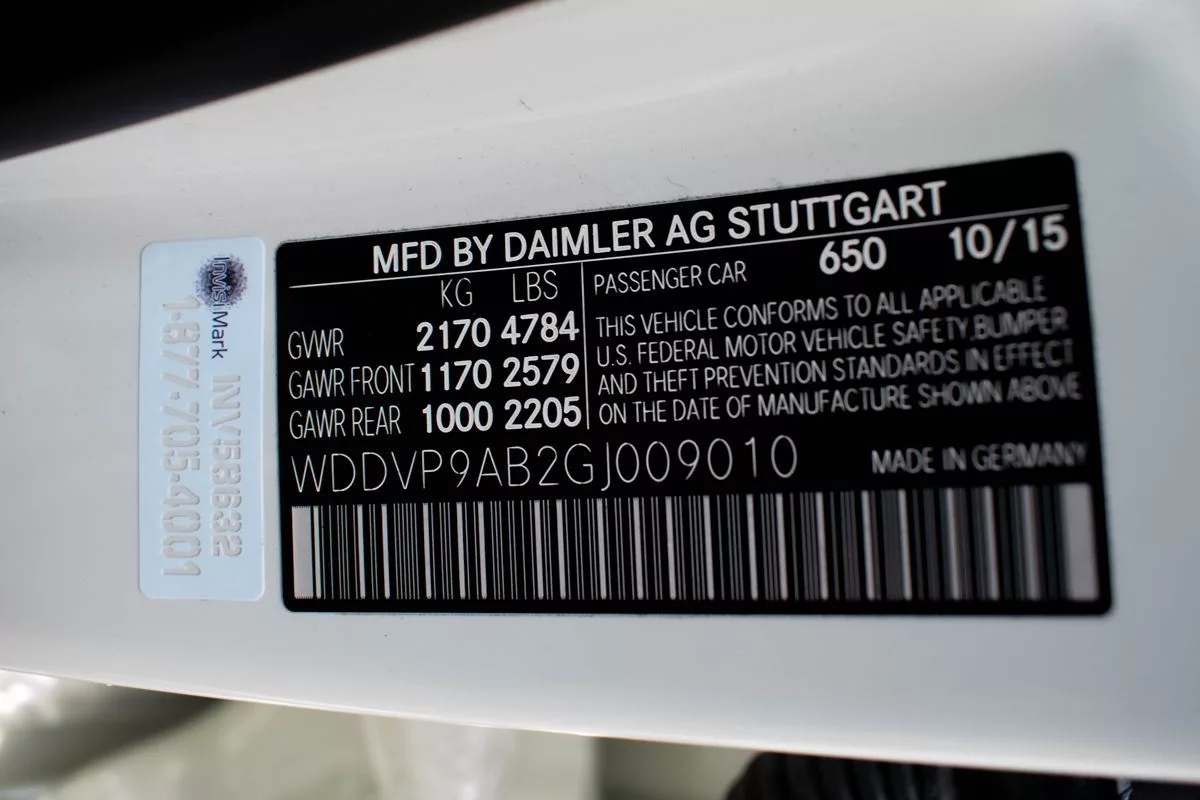 InvisiMark
INV58632
1-877-705-4001
MFD BY DAIMLER AG STUTTGART
KG LBS
GVWR 2170 4784
GAWR FRONT 1170 2579
GAWR REAR 1000 2205
PASSENGER CAR 650 10/15
THIS VEHICLE CONFORMS TO ALL APPLICABLE
U.S. FEDERAL MOTOR VEHICLE SAFETY,BUMPER
AND THEFT PREVENTION STANDARDS IN EFFECT
ON THE DATE OF MANUFACTURE SHOWN ABOVE
WDDVP9AB2GJ009010
MADE IN GERMANY